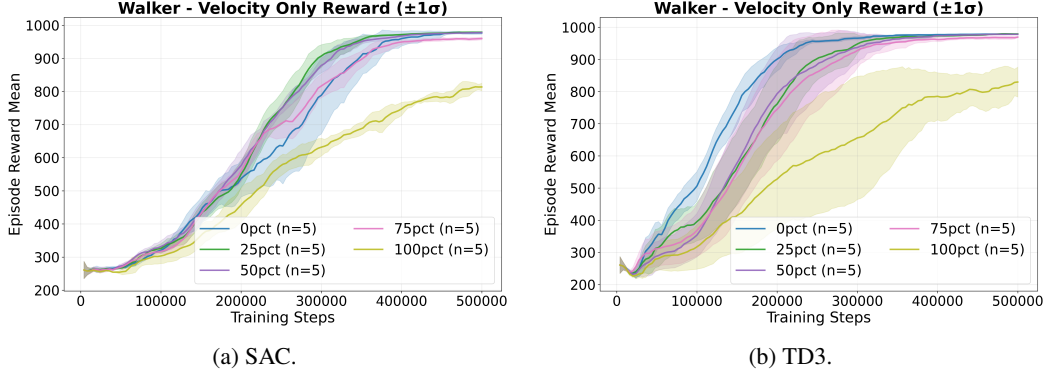 Walker - Velocity Only Reward (±1σ)
Episode Reward Mean
1000
900
800
700
600
500
400
300
200
0pct (n=5)
25pct (n=5)
50pct (n=5)
75pct (n=5)
100pct (n=5)
0 100000 200000 300000 400000 500000
Training Steps
(a) SAC.
Walker - Velocity Only Reward (±1σ)
Episode Reward Mean
1000
900
800
700
600
500
400
300
200
0pct (n=5)
25pct (n=5)
50pct (n=5)
75pct (n=5)
100pct (n=5)
0 100000 200000 300000 400000 500000
Training Steps
(b) TD3.